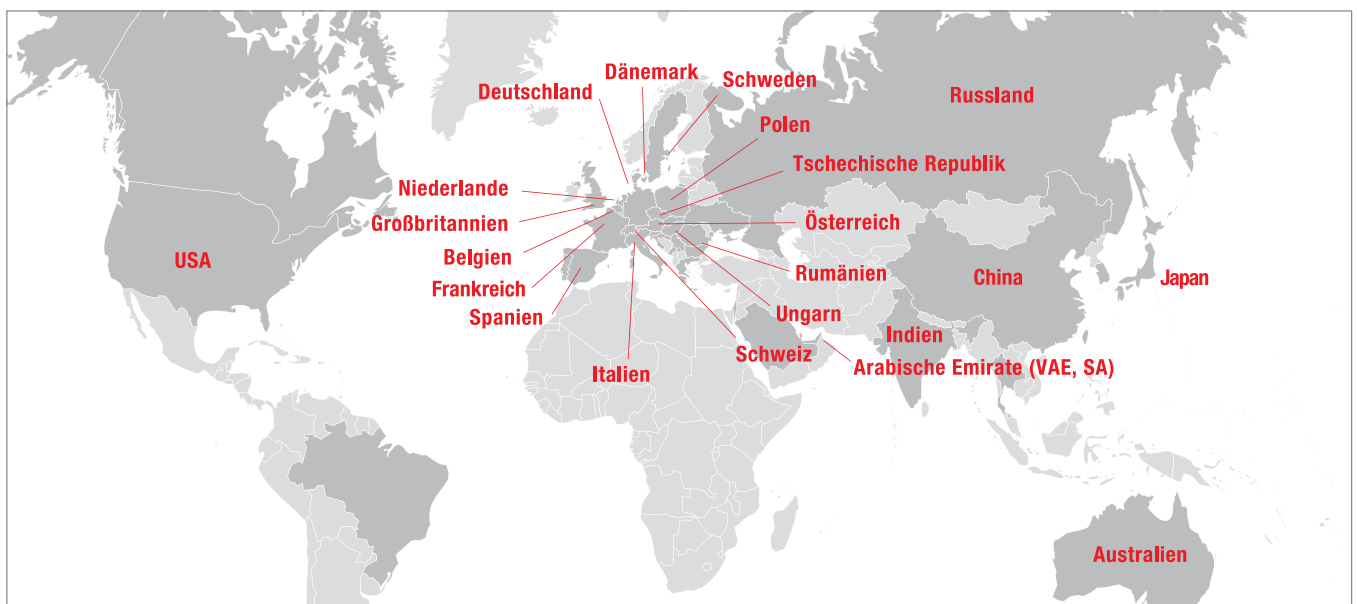 Dänemark
Schweden
Deutschland
Russland
Polen
Tschechische Republik
Niederlande
Großbritannien
Österreich
Belgien
USA
Rumänien
China
Japan
Frankreich
Spanien
Ungarn
Indien
Schweiz
Arabische Emirate (VAE, SA)
Italien
Australien